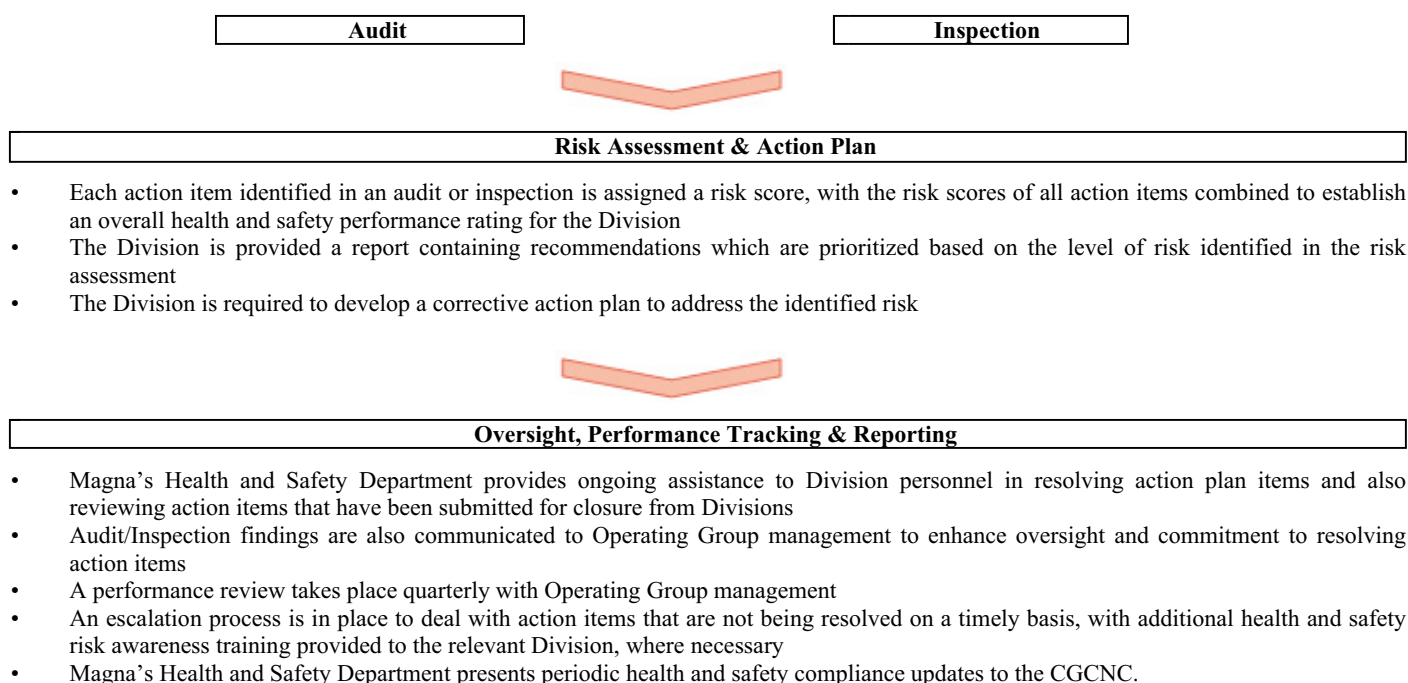 Audit Inspection
Risk Assessment & Action Plan
• Each action item identified in an audit or inspection is assigned a risk score, with the risk scores of all action items combined to establish
an overall health and safety performance rating for the Division
• The Division is provided a report containing recommendations which are prioritized based on the level of risk identified in the risk
assessment
• The Division is required to develop a corrective action plan to address the identified risk
Oversight, Performance Tracking & Reporting
• Magna’s Health and Safety Department provides ongoing assistance to Division personnel in resolving action plan items and also
reviewing action items that have been submitted for closure from Divisions
• Audit/Inspection findings are also communicated to Operating Group management to enhance oversight and commitment to resolving
action items
• A performance review takes place quarterly with Operating Group management
• An escalation process is in place to deal with action items that are not being resolved on a timely basis, with additional health and safety
risk awareness training provided to the relevant Division, where necessary
• Magna’s Health and Safety Department presents periodic health and safety compliance updates to the CGCNC.